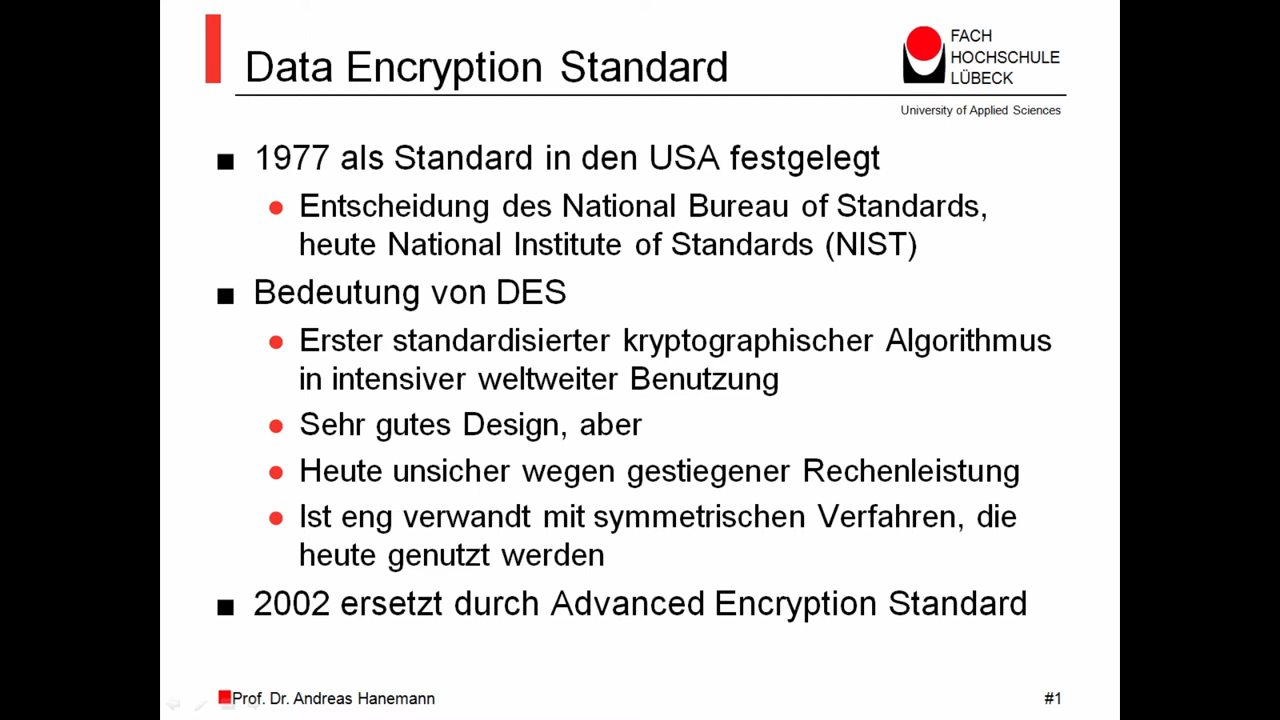 Data Encryption Standard
FACH
HOCHSCHULE
LÜBECK
University of Applied Sciences
1977 als Standard in den USA festgelegt
Entscheidung des National Bureau of Standards,
heute National Institute of Standards (NIST)
Bedeutung von DES
Erster standardisierter kryptographischer Algorithmus
in intensiver weltweiter Benutzung
Sehr gutes Design, aber
Heute unsicher wegen gestiegener Rechenleistung
Ist eng verwandt mit symmetrischen Verfahren, die
heute genutzt werden
2002 ersetzt durch Advanced Encryption Standard
Prof. Dr. Andreas Hanemann
#1